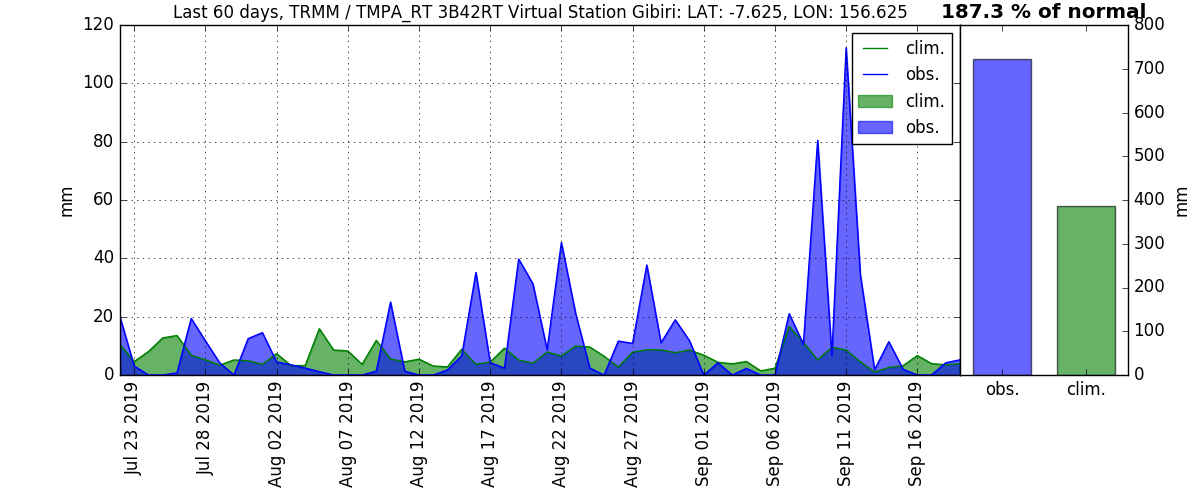 Last 60 days, TRMM / TMPA_RT 3B42RT Virtual Station Gibiri: LAT: -7.625, LON: 156.625
187.3 % of normal
120
100
80
60
40
20
0
mm
clim.
obs.
clim.
obs.
800
700
600
500
400
300
200
100
0
mm
obs.
clim.
Jul 23 2019
Jul 28 2019
Aug 02 2019
Aug 07 2019
Aug 12 2019
Aug 17 2019
Aug 22 2019
Aug 27 2019
Sep 01 2019
Sep 06 2019
Sep 11 2019
Sep 16 2019